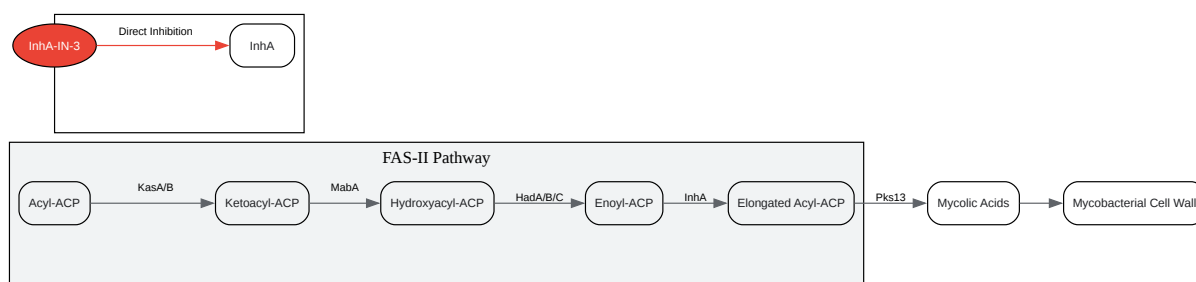 Direct Inhibition
InhA-IN-3
InhA
FAS-II Pathway
KasA/B
MabA
HadA/B/C
InhA
Pks13
Acyl-ACP
Ketoacyl-ACP
Hydroxyacyl-ACP
Enoyl-ACP
Elongated Acyl-ACP
Mycolic Acids
Mycobacterial Cell Wall